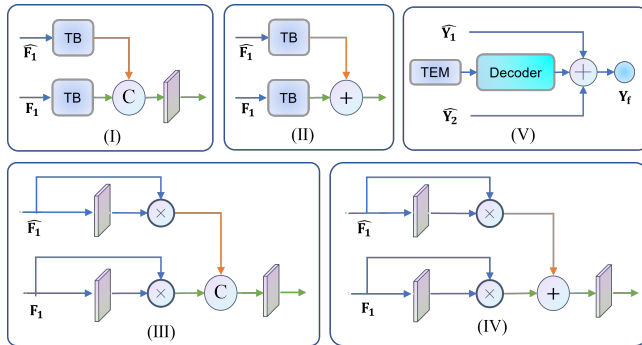 F̂₁ TB
F₁ TB C
(I)
F̂₁ TB
F₁ TB +
(II)
Ŷ₁
TEM Decoder + Y_f
Ŷ₂
(V)
F̂₁ ×
F₁ × C
(III)
F̂₁ ×
F₁ × +
(IV)